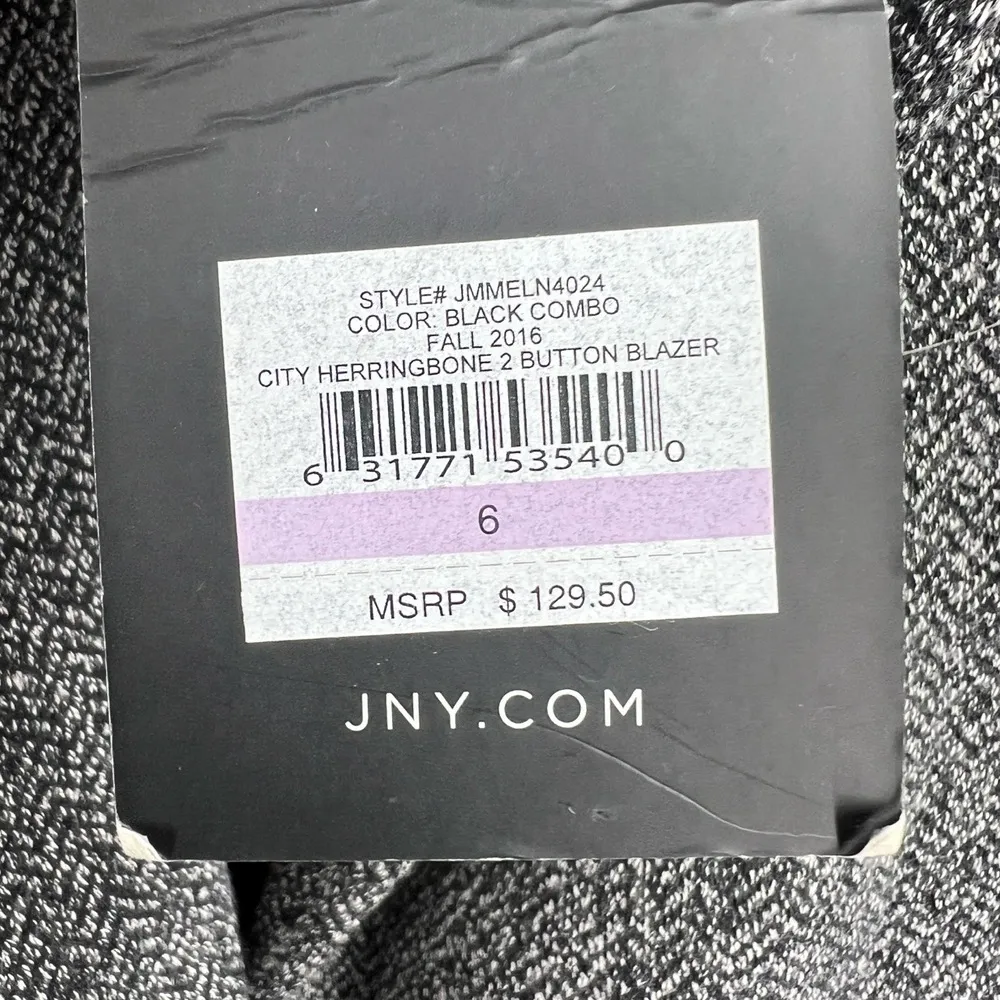 STYLE# JMMELN4024
COLOR: BLACK COMBO
FALL 2016
CITY HERRINGBONE 2 BUTTON BLAZER
6 31771 53540 0
6
MSRP $ 129.50
JNY.COM